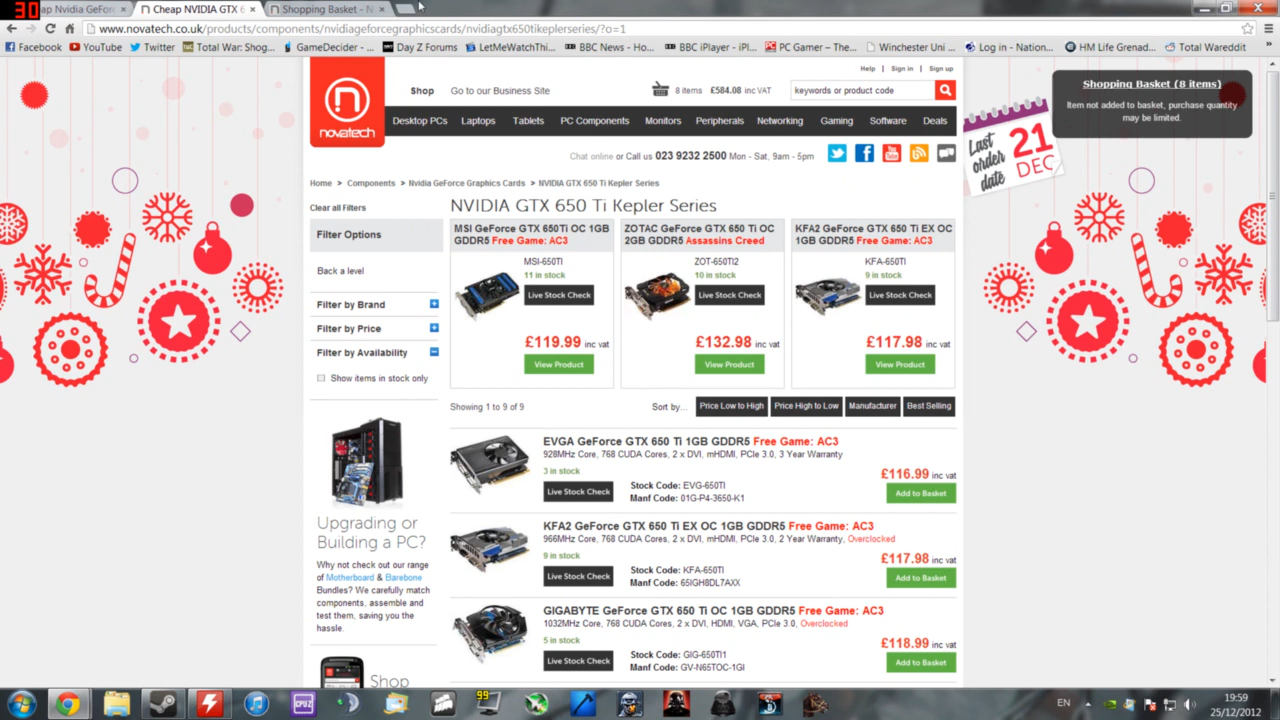 30
ap Nvidia GeFor
Cheap NVIDIA GTX 6
Shopping Basket - N
www.novatech.co.uk/products/components/nvidiageforcegraphicscards/nvidiagtx650tikeplerseries/?o=1
Facebook
YouTube
Twitter
Total War: Shog...
GameDecider - ...
Day Z Forums
LetMeWatchThi...
BBC News - Ho...
BBC iPlayer - iPl...
PC Gamer – The...
Winchester Uni ...
Log in - Nation...
HM Life Grenad...
Total Wareddit
Help | Sign in | Sign up
novatech
Shop
Go to our Business Site
8 items £584.08 inc VAT
keywords or product code
Shopping Basket (8 items)
Item not added to basket, purchase quantity
may be limited.
Desktop PCs Laptops Tablets PC Components Monitors Peripherals Networking Gaming Software Deals
Last
order
date
21
DEC
Chat online or Call us 023 9232 2500 Mon - Sat, 9am - 5pm
You
Tube
Home > Components > Nvidia GeForce Graphics Cards > NVIDIA GTX 650 Ti Kepler Series
Clear all Filters
Filter Options
Back a level
Filter by Brand
Filter by Price
Filter by Availability
Show items in stock only
Upgrading or
Building a PC?
Why not check out our range
of Motherboard & Barebone
Bundles? We carefully match
components, assemble and
test them, saving you the
hassle.
Shop
NVIDIA GTX 650 Ti Kepler Series
MSI GeForce GTX 650Ti OC 1GB
GDDR5 Free Game: AC3
MSI-650TI
11 in stock
Live Stock Check
£119.99 inc vat
View Product
ZOTAC GeForce GTX 650 Ti OC
2GB GDDR5 Assassins Creed
ZOT-650TI2
10 in stock
Live Stock Check
£132.98 inc vat
View Product
KFA2 GeForce GTX 650 Ti EX OC
1GB GDDR5 Free Game: AC3
KFA-650TI
9 in stock
Live Stock Check
£117.98 inc vat
View Product
Showing 1 to 9 of 9
Sort by... Price Low to High Price High to Low Manufacturer Best Selling
EVGA GeForce GTX 650 Ti 1GB GDDR5 Free Game: AC3
928MHz Core, 768 CUDA Cores, 2 x DVI, mHDMI, PCIe 3.0, 3 Year Warranty
3 in stock
£116.99 inc vat
Live Stock Check
Stock Code: EVG-650TI
Manf Code: 01G-P4-3650-K1
Add to Basket
KFA2 GeForce GTX 650 Ti EX OC 1GB GDDR5 Free Game: AC3
966MHz Core, 768 CUDA Cores, 2 x DVI, mHDMI, PCIe 3.0, 2 Year Warranty, Overclocked
9 in stock
£117.98 inc vat
Live Stock Check
Stock Code: KFA-650TI
Manf Code: 65IGH8DL7AXX
Add to Basket
GIGABYTE GeForce GTX 650 Ti OC 1GB GDDR5 Free Game: AC3
1032MHz Core, 768 CUDA Cores, 2 x DVI, HDMI, VGA, PCIe 3.0, Overclocked
5 in stock
£118.99 inc vat
Live Stock Check
Stock Code: GIG-650TI1
Manf Code: GV-N65TOC-1GI
Add to Basket
CPU-Z
99
EN
19:59
25/12/2012